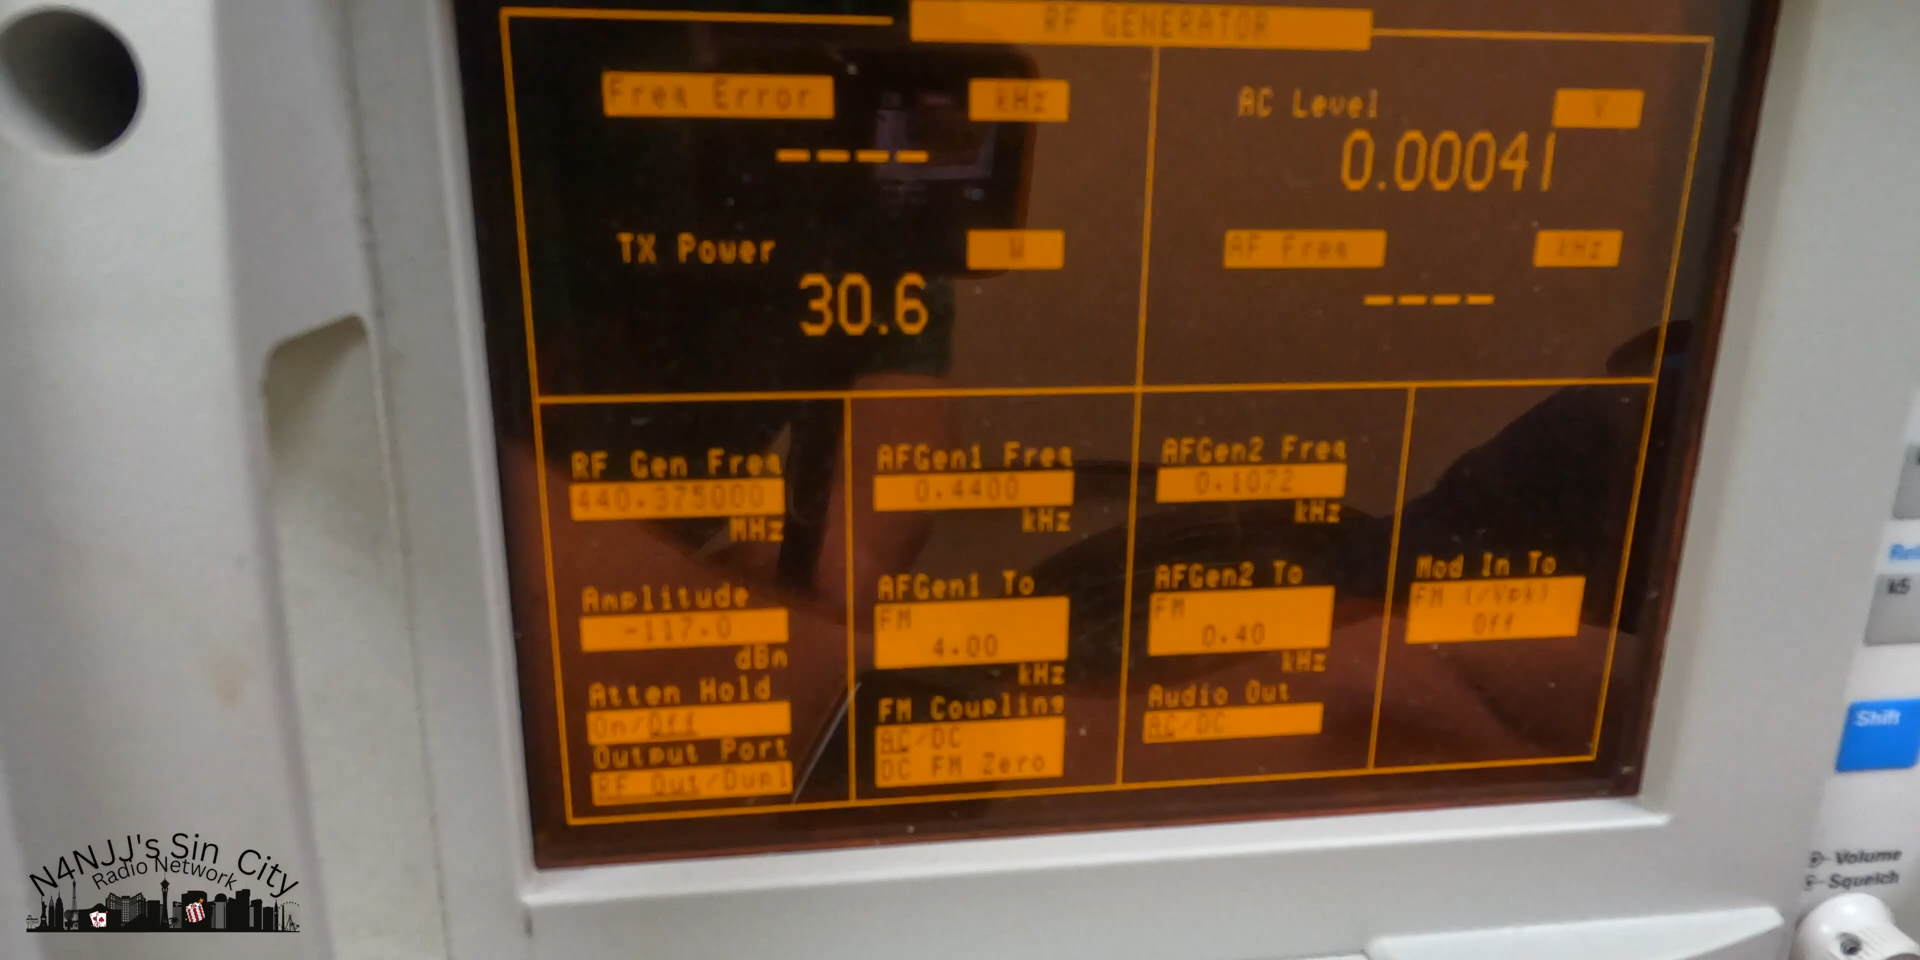 RF GENERATOR
Freq Error kHz
----
TX Power W
30.6
AC Level V
0.00041
AF Freq kHz
----
RF Gen Freq
440.375000
MHz
Amplitude
-117.0
dBm
Atten Hold
On/Off
Output Port
RF Out/Dupl
AFGen1 Freq
0.4400
kHz
AFGen1 To
FM
4.00
kHz
FM Coupling
AC/DC
DC FM Zero
AFGen2 Freq
0.1072
kHz
AFGen2 To
FM
0.40
kHz
Audio Out
AC/DC
Mod In To
FM (/Vpk)
Off
k5
Shift
Volume
Squelch
N4NJJ's Sin City
Radio Network